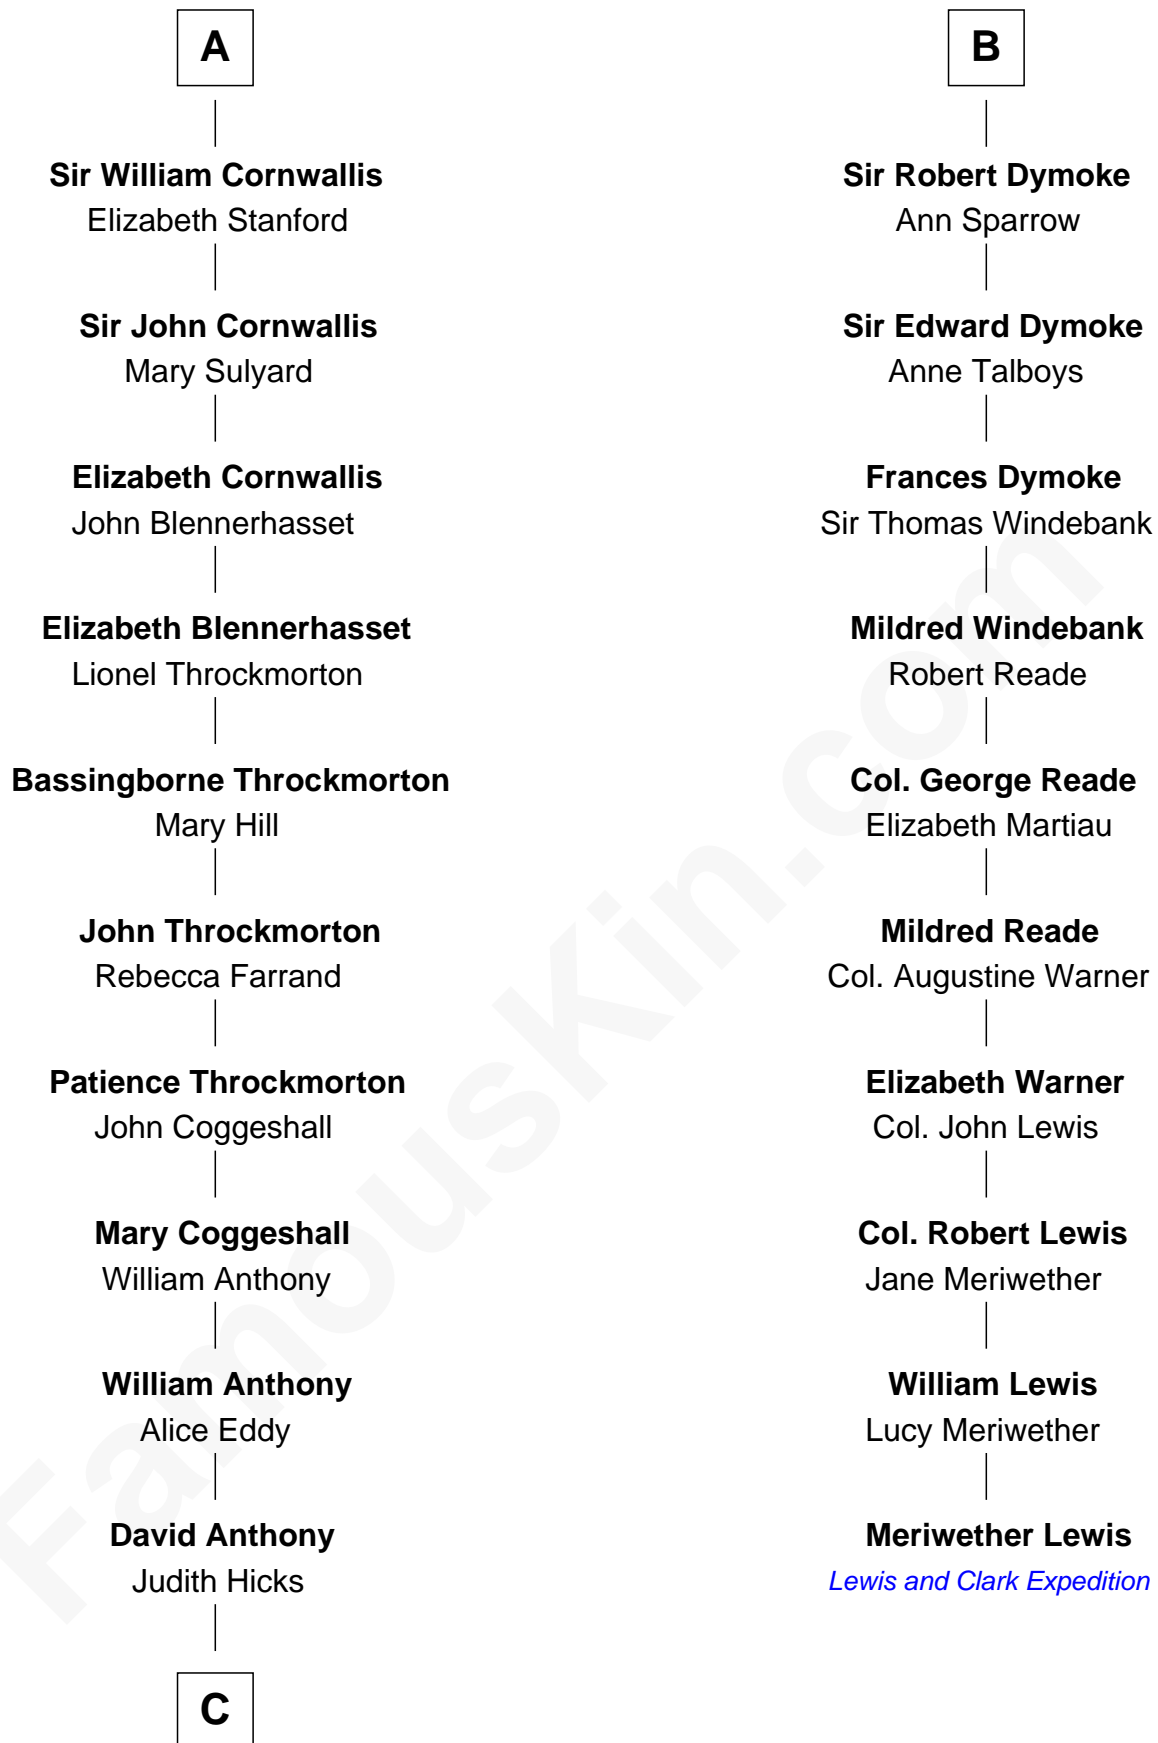 A
Sir William Cornwallis
Elizabeth Stanford
Sir John Cornwallis
Mary Sulyard
Elizabeth Cornwallis
John Blennerhasset
Elizabeth Blennerhasset
Lionel Throckmorton
Bassingborne Throckmorton
Mary Hill
John Throckmorton
Rebecca Farrand
Patience Throckmorton
John Coggeshall
Mary Coggeshall
William Anthony
William Anthony
Alice Eddy
David Anthony
Judith Hicks
C
B
Sir Robert Dymoke
Ann Sparrow
Sir Edward Dymoke
Anne Talboys
Frances Dymoke
Sir Thomas Windebank
Mildred Windebank
Robert Reade
Col. George Reade
Elizabeth Martiau
Mildred Reade
Col. Augustine Warner
Elizabeth Warner
Col. John Lewis
Col. Robert Lewis
Jane Meriwether
William Lewis
Lucy Meriwether
Meriwether Lewis
Lewis and Clark Expedition
FamousKin.com